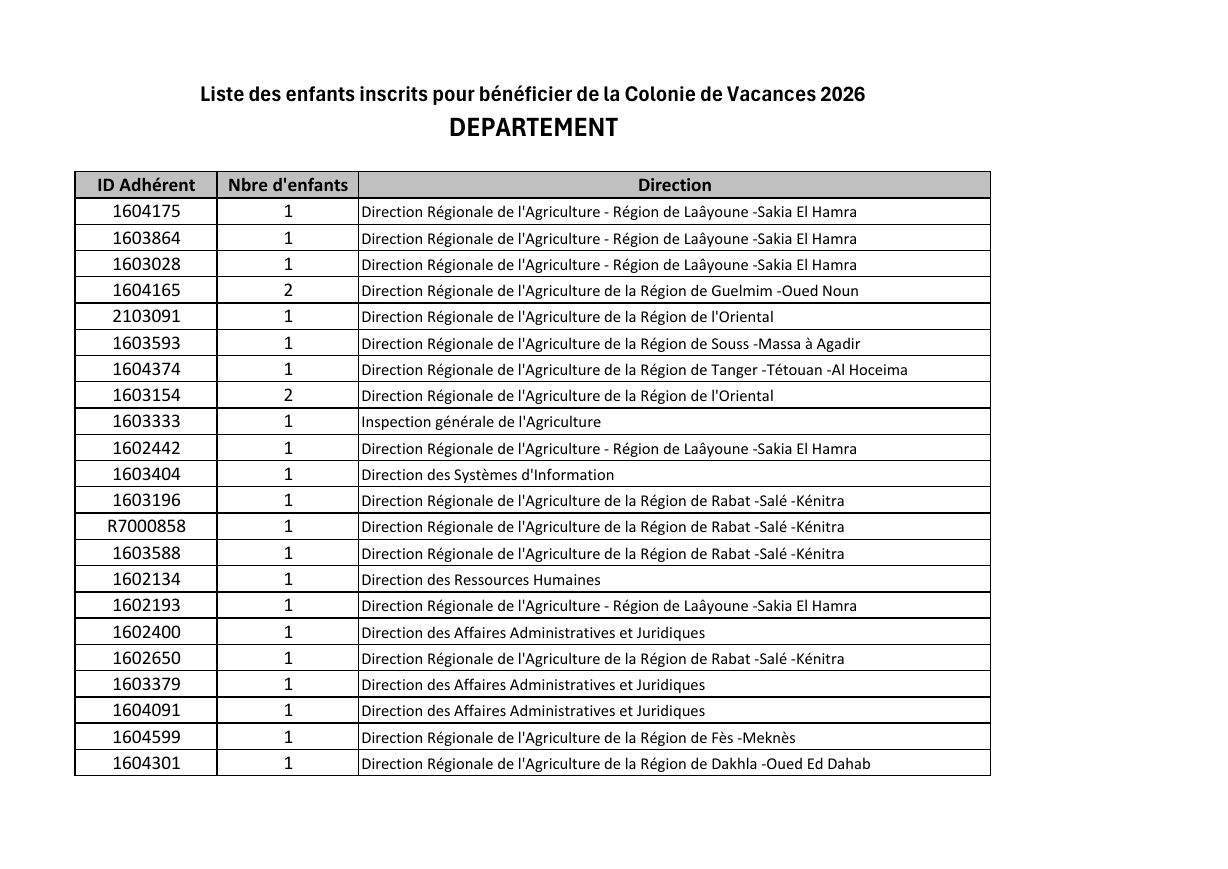 Liste des enfants inscrits pour bénéficier de la Colonie de Vacances 2026
DEPARTEMENT
ID Adhérent Nbre d'enfants Direction
1604175 1 Direction Régionale de l'Agriculture - Région de Laâyoune -Sakia El Hamra
1603864 1 Direction Régionale de l'Agriculture - Région de Laâyoune -Sakia El Hamra
1603028 1 Direction Régionale de l'Agriculture - Région de Laâyoune -Sakia El Hamra
1604165 2 Direction Régionale de l'Agriculture de la Région de Guelmim -Oued Noun
2103091 1 Direction Régionale de l'Agriculture de la Région de l'Oriental
1603593 1 Direction Régionale de l'Agriculture de la Région de Souss -Massa à Agadir
1604374 1 Direction Régionale de l'Agriculture de la Région de Tanger -Tétouan -Al Hoceima
1603154 2 Direction Régionale de l'Agriculture de la Région de l'Oriental
1603333 1 Inspection générale de l'Agriculture
1602442 1 Direction Régionale de l'Agriculture - Région de Laâyoune -Sakia El Hamra
1603404 1 Direction des Systèmes d'Information
1603196 1 Direction Régionale de l'Agriculture de la Région de Rabat -Salé -Kénitra
R7000858 1 Direction Régionale de l'Agriculture de la Région de Rabat -Salé -Kénitra
1603588 1 Direction Régionale de l'Agriculture de la Région de Rabat -Salé -Kénitra
1602134 1 Direction des Ressources Humaines
1602193 1 Direction Régionale de l'Agriculture - Région de Laâyoune -Sakia El Hamra
1602400 1 Direction des Affaires Administratives et Juridiques
1602650 1 Direction Régionale de l'Agriculture de la Région de Rabat -Salé -Kénitra
1603379 1 Direction des Affaires Administratives et Juridiques
1604091 1 Direction des Affaires Administratives et Juridiques
1604599 1 Direction Régionale de l'Agriculture de la Région de Fès -Meknès
1604301 1 Direction Régionale de l'Agriculture de la Région de Dakhla -Oued Ed Dahab